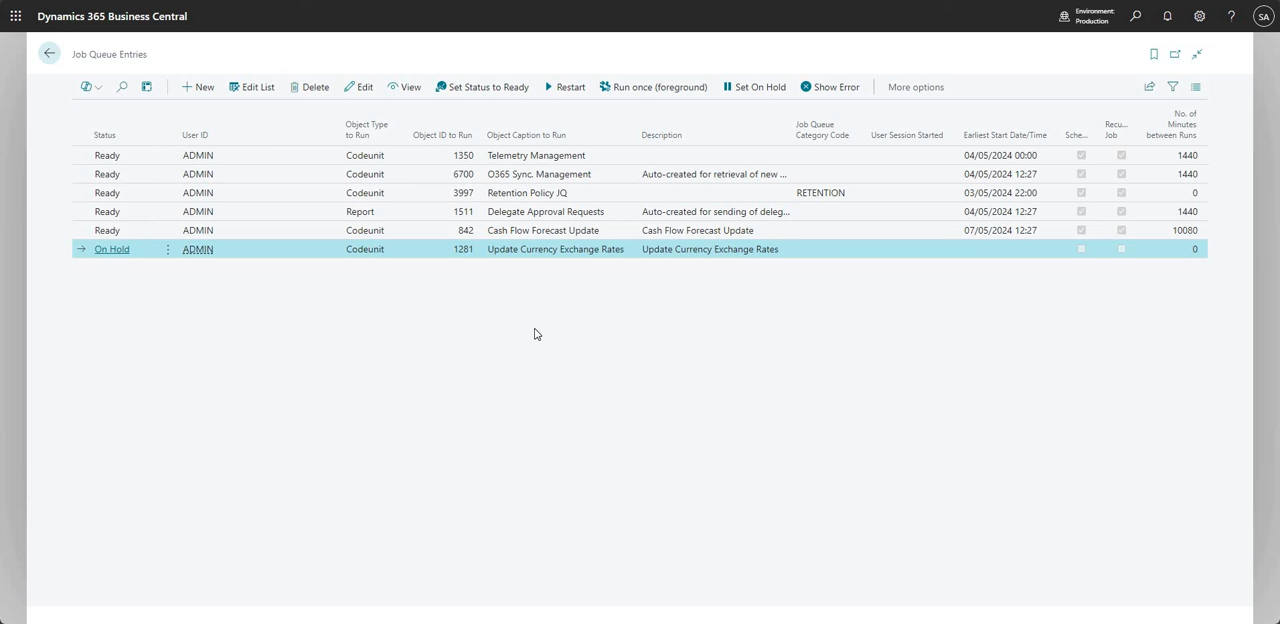 Dynamics 365 Business Central
Environment:
Production
SA
Job Queue Entries
New
Edit List
Delete
Edit
View
Set Status to Ready
Restart
Run once (foreground)
Set On Hold
Show Error
More options
Status User ID Object Type to Run Object ID to Run Object Caption to Run Description Job Queue Category Code User Session Started Earliest Start Date/Time Sche... Recu... Job No. of Minutes between Runs
Ready ADMIN Codeunit 1350 Telemetry Management 04/05/2024 00:00 1440
Ready ADMIN Codeunit 6700 O365 Sync. Management Auto-created for retrieval of new ... 04/05/2024 12:27 1440
Ready ADMIN Codeunit 3997 Retention Policy JQ RETENTION 03/05/2024 22:00 0
Ready ADMIN Report 1511 Delegate Approval Requests Auto-created for sending of deleg... 04/05/2024 12:27 1440
Ready ADMIN Codeunit 842 Cash Flow Forecast Update Cash Flow Forecast Update 07/05/2024 12:27 10080
On Hold ADMIN Codeunit 1281 Update Currency Exchange Rates Update Currency Exchange Rates 0